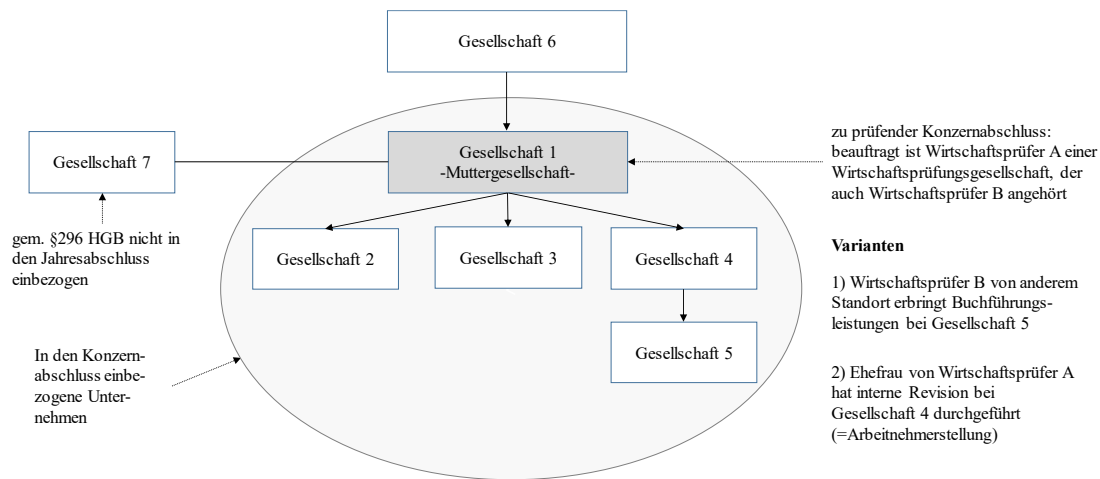 Gesellschaft 6
Gesellschaft 7
Gesellschaft 1
-Muttergesellschaft-
zu prüfender Konzernabschluss:
beauftragt ist Wirtschaftsprüfer A einer
Wirtschaftsprüfungsgesellschaft, der
auch Wirtschaftsprüfer B angehört
gem. §296 HGB nicht in
den Jahresabschluss
einbezogen
Gesellschaft 2
Gesellschaft 3
Gesellschaft 4
Gesellschaft 5
In den Konzern-
abschluss einbe-
zogene Unter-
nehmen
Varianten
1) Wirtschaftsprüfer B von anderem
Standort erbringt Buchführungs-
leistungen bei Gesellschaft 5
2) Ehefrau von Wirtschaftsprüfer A
hat interne Revision bei
Gesellschaft 4 durchgeführt
(=Arbeitnehmerstellung)